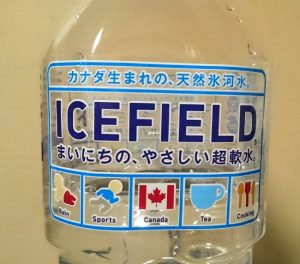 カナダ生まれの、天然氷河水。
ICEFIELD®
まいにちの、やさしい超軟水。
Baby Sports Canada Tea Cooking